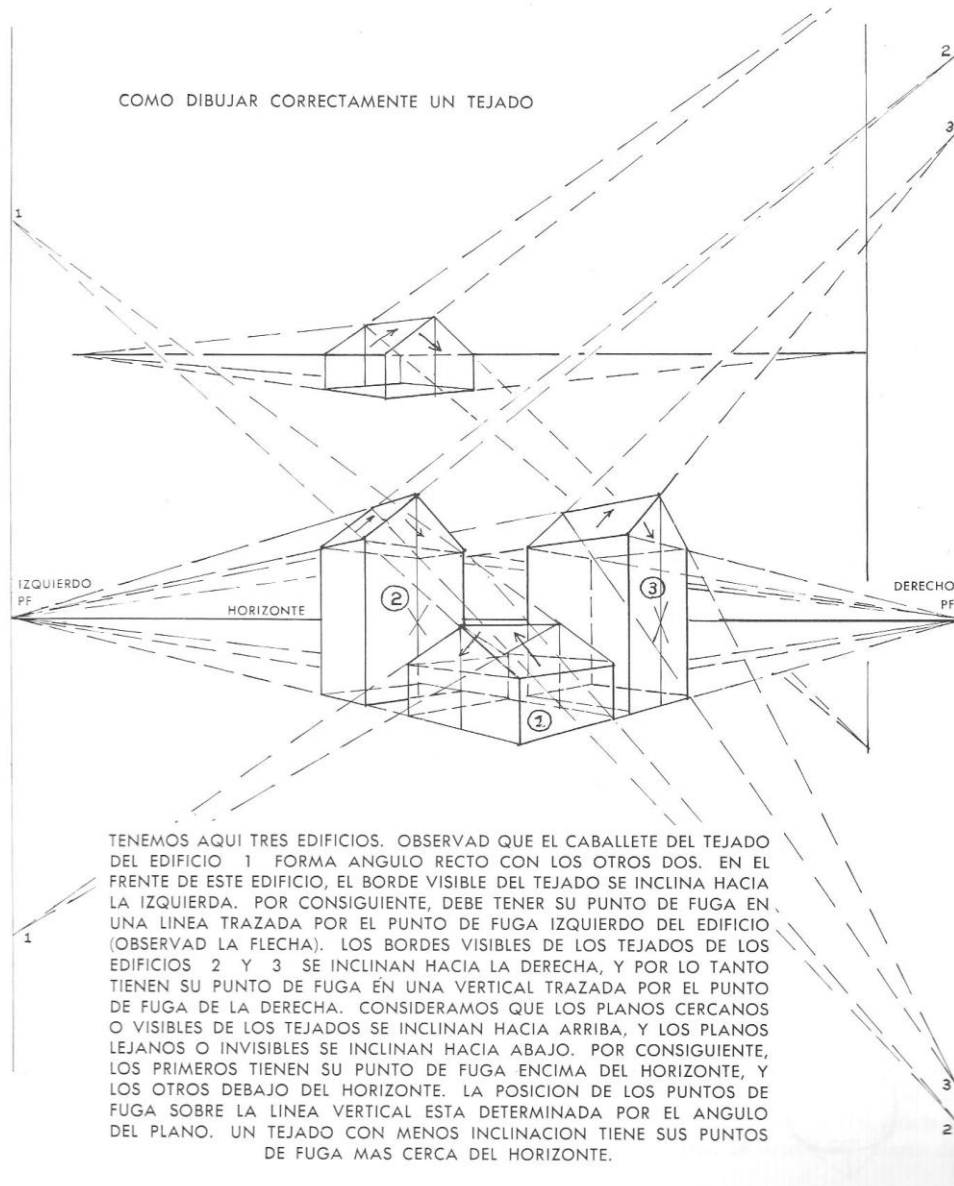 2
COMO DIBUJAR CORRECTAMENTE UN TEJADO
3
1
IZQUIERDO
PF
HORIZONTE
2
3
DERECHO
PF
1
TENEMOS AQUI TRES EDIFICIOS. OBSERVAD QUE EL CABALLETE DEL TEJADO
DEL EDIFICIO 1 FORMA ANGULO RECTO CON LOS OTROS DOS. EN EL
FRENTE DE ESTE EDIFICIO, EL BORDE VISIBLE DEL TEJADO SE INCLINA HACIA
LA IZQUIERDA. POR CONSIGUIENTE, DEBE TENER SU PUNTO DE FUGA EN
UNA LINEA TRAZADA POR EL PUNTO DE FUGA IZQUIERDO DEL EDIFICIO
(OBSERVAD LA FLECHA). LOS BORDES VISIBLES DE LOS TEJADOS DE LOS
EDIFICIOS 2 Y 3 SE INCLINAN HACIA LA DERECHA, Y POR LO TANTO
TIENEN SU PUNTO DE FUGA EN UNA VERTICAL TRAZADA POR EL PUNTO
DE FUGA DE LA DERECHA. CONSIDERAMOS QUE LOS PLANOS CERCANOS
O VISIBLES DE LOS TEJADOS SE INCLINAN HACIA ARRIBA, Y LOS PLANOS
LEJANOS O INVISIBLES SE INCLINAN HACIA ABAJO. POR CONSIGUIENTE,
LOS PRIMEROS TIENEN SU PUNTO DE FUGA ENCIMA DEL HORIZONTE, Y
LOS OTROS DEBAJO DEL HORIZONTE. LA POSICION DE LOS PUNTOS DE
FUGA SOBRE LA LINEA VERTICAL ESTA DETERMINADA POR EL ANGULO
DEL PLANO. UN TEJADO CON MENOS INCLINACION TIENE SUS PUNTOS
DE FUGA MAS CERCA DEL HORIZONTE.
1
3
2